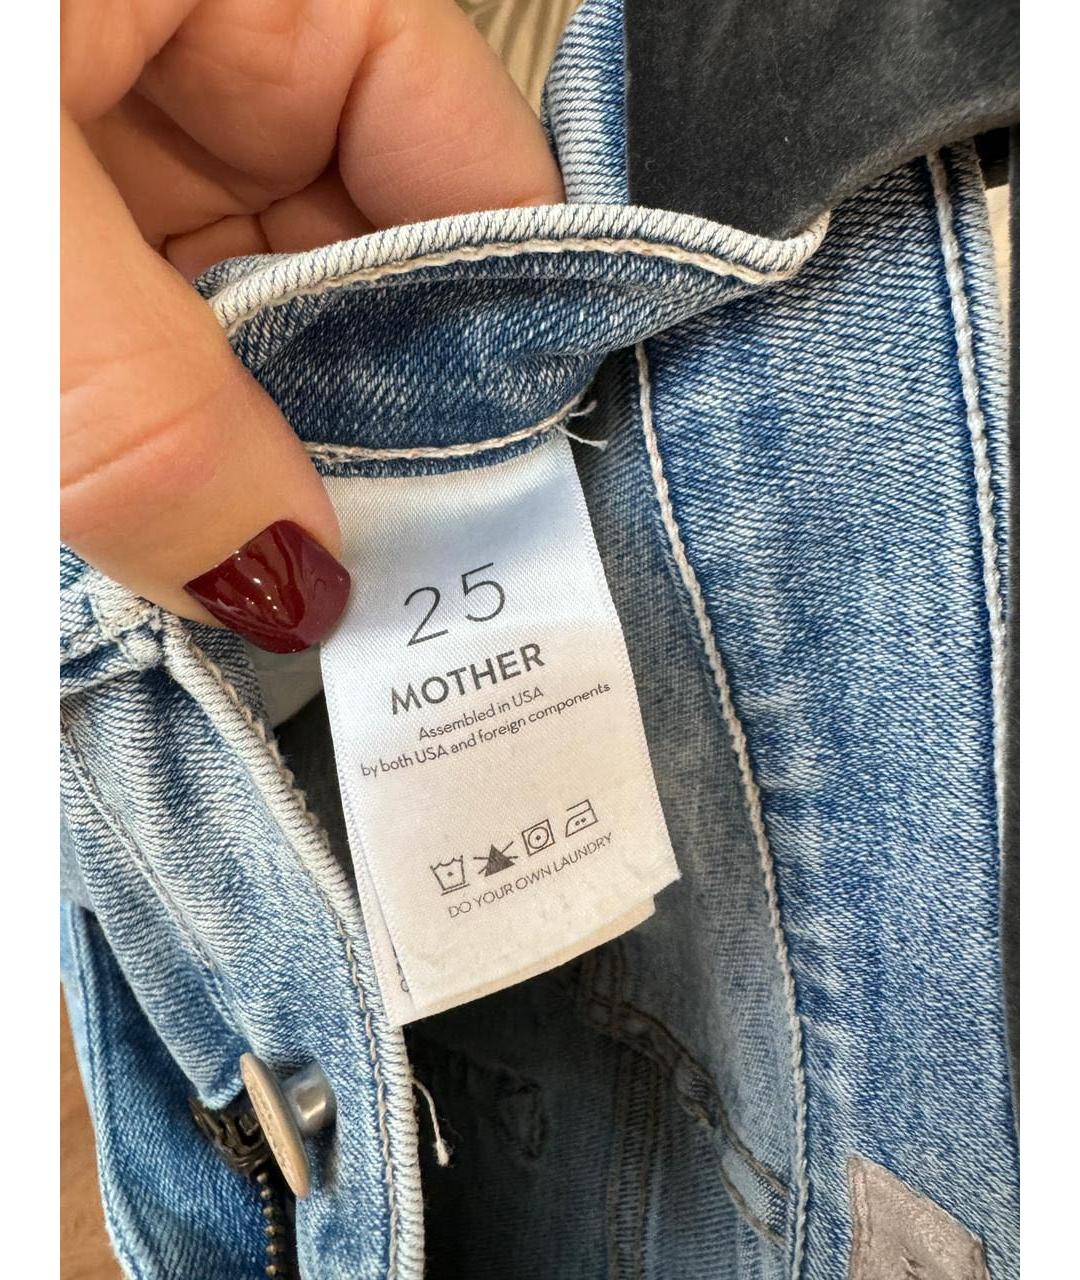 25
MOTHER
Assembled in USA
by both USA and foreign components
DO YOUR OWN LAUNDRY